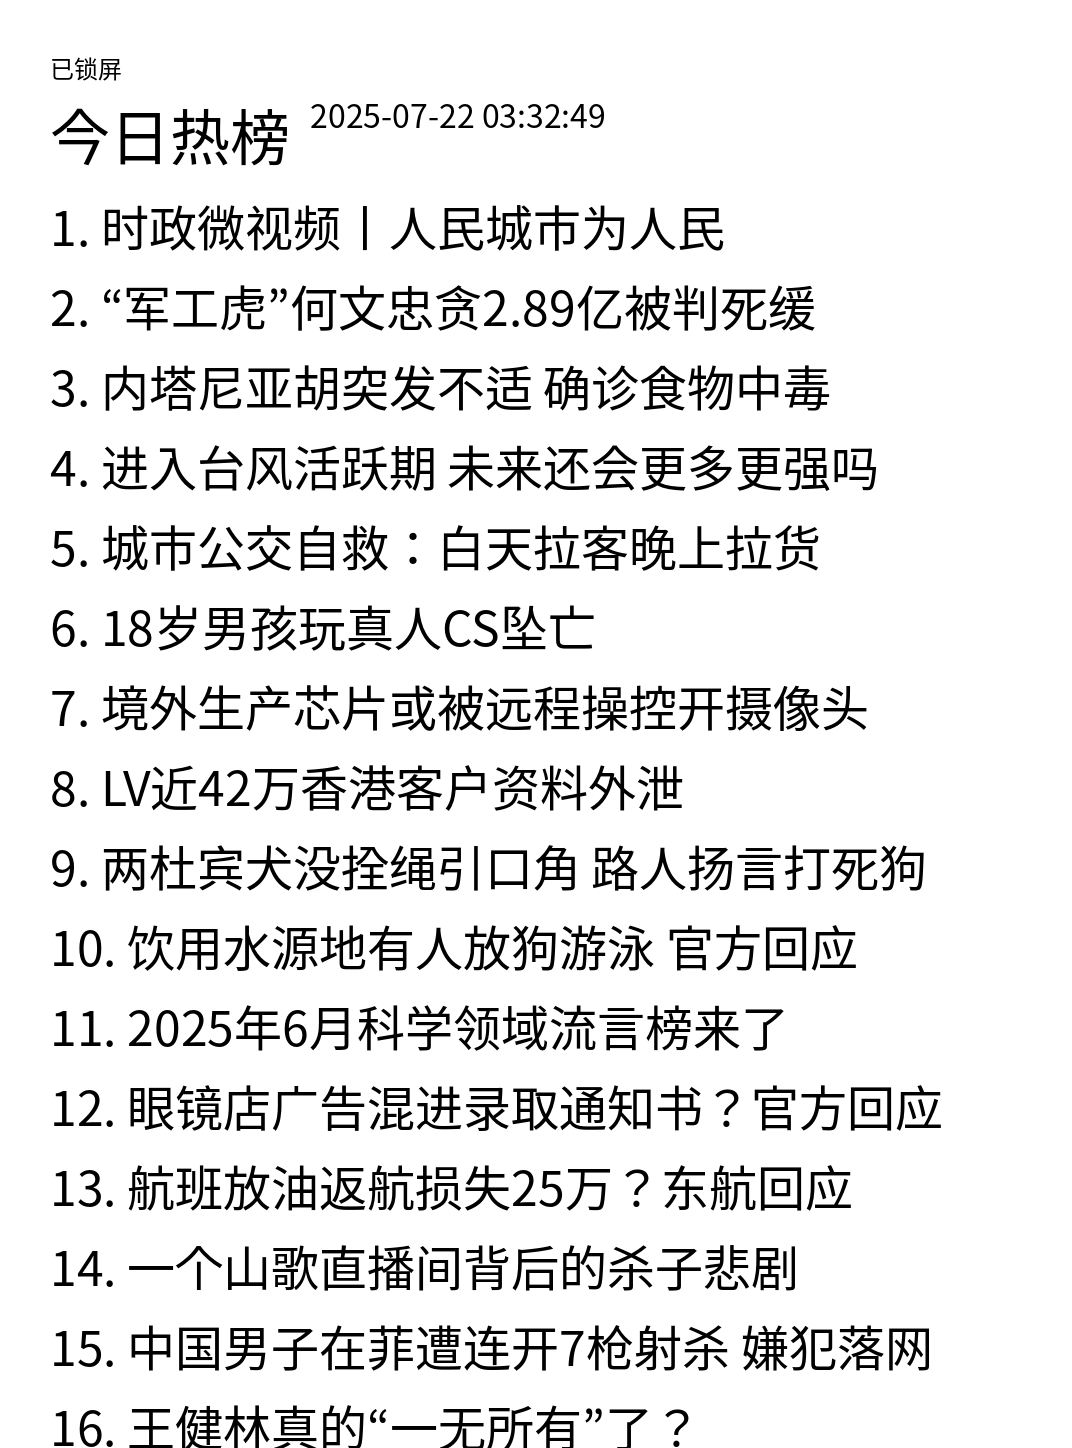 已锁屏
今日热榜 2025-07-22 03:32:49
1. 时政微视频丨人民城市为人民
2. “军工虎”何文忠贪2.89亿被判死缓
3. 内塔尼亚胡突发不适 确诊食物中毒
4. 进入台风活跃期 未来还会更多更强吗
5. 城市公交自救：白天拉客晚上拉货
6. 18岁男孩玩真人CS坠亡
7. 境外生产芯片或被远程操控开摄像头
8. LV近42万香港客户资料外泄
9. 两杜宾犬没拴绳引口角 路人扬言打死狗
10. 饮用水源地有人放狗游泳 官方回应
11. 2025年6月科学领域流言榜来了
12. 眼镜店广告混进录取通知书？官方回应
13. 航班放油返航损失25万？东航回应
14. 一个山歌直播间背后的杀子悲剧
15. 中国男子在菲遭连开7枪射杀 嫌犯落网
16. 王健林真的“一无所有”了？